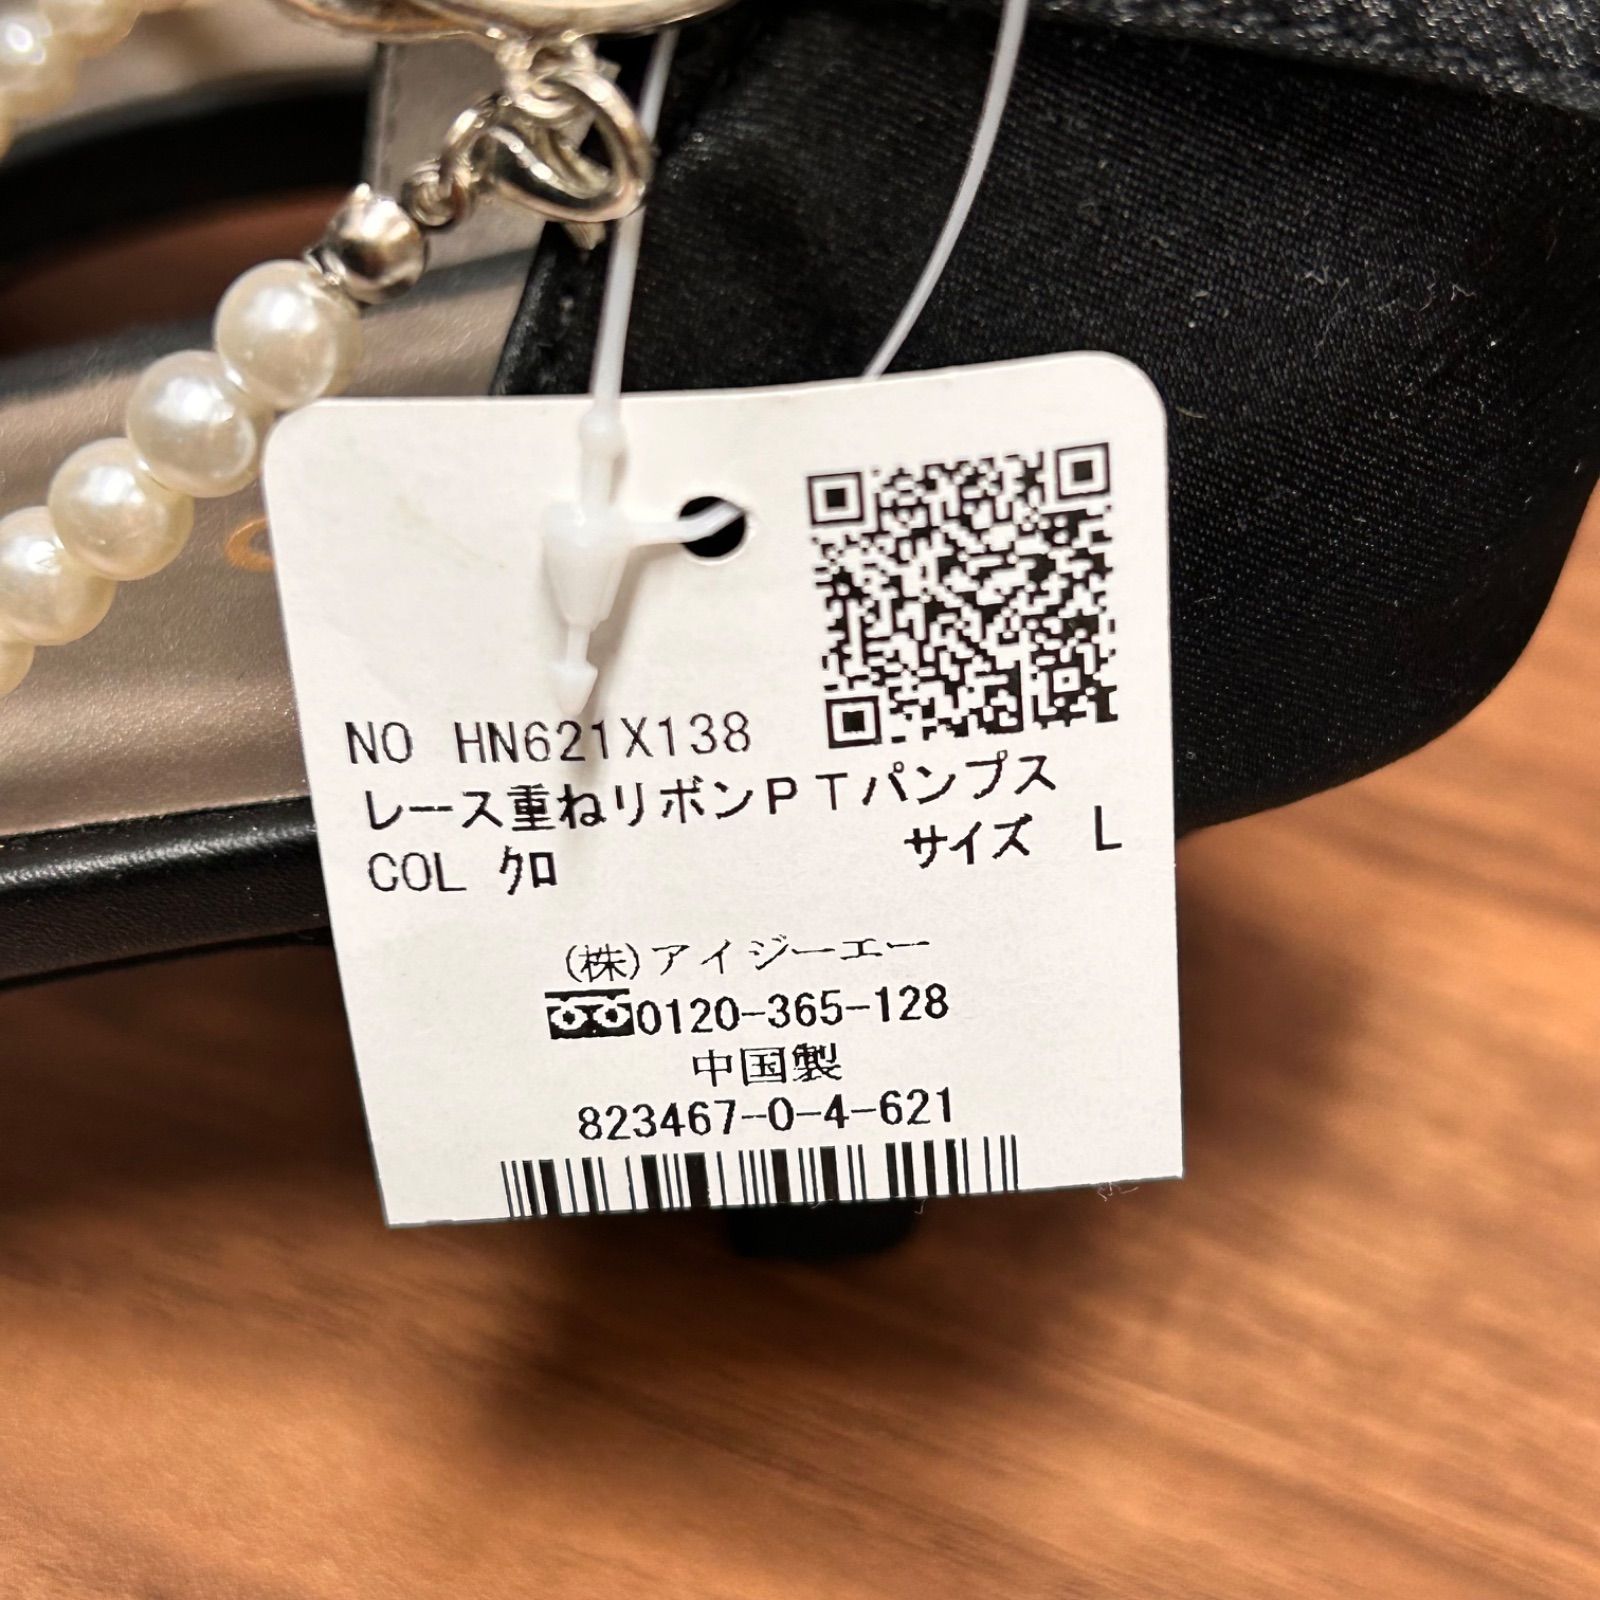 NO HN621X138
レース重ねリボンＰＴパンプス
COL ｸﾛ サイズ L
(株)アイジーエー
0120-365-128
中国製
823467-0-4-621